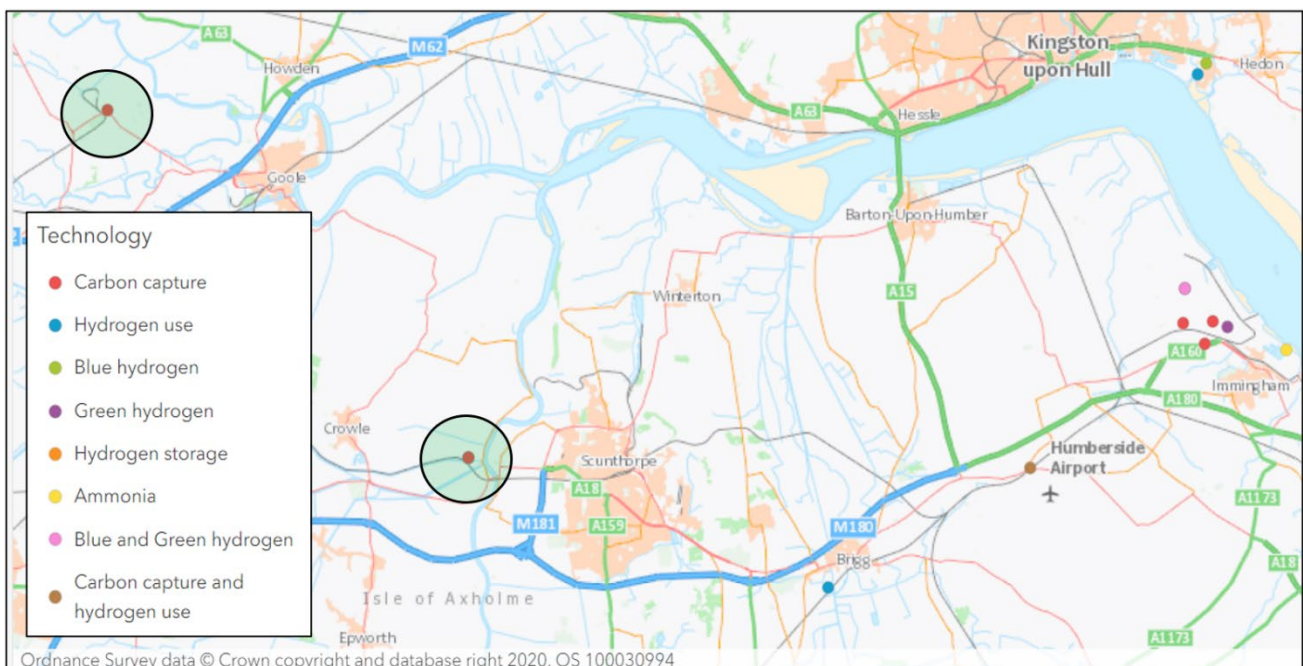 A 63
M62
Howden
Kingston
upon Hull
Hedon
A63
Hessle
Goole
Barton-Upon-Humber
Technology
Carbon capture
Hydrogen use
Blue hydrogen
Green hydrogen
Hydrogen storage
Ammonia
Blue and Green hydrogen
Carbon capture and
hydrogen use
Winterton
A15
A160
Immingham
A180
Crowle
Scunthorpe
Humberside
Airport
A18
A1173
M181
A159
M180
Brigg
A18
Isle of Axholme
Epworth
A1173
Ordnance Survey data © Crown copyright and database right 2020. OS 100030994